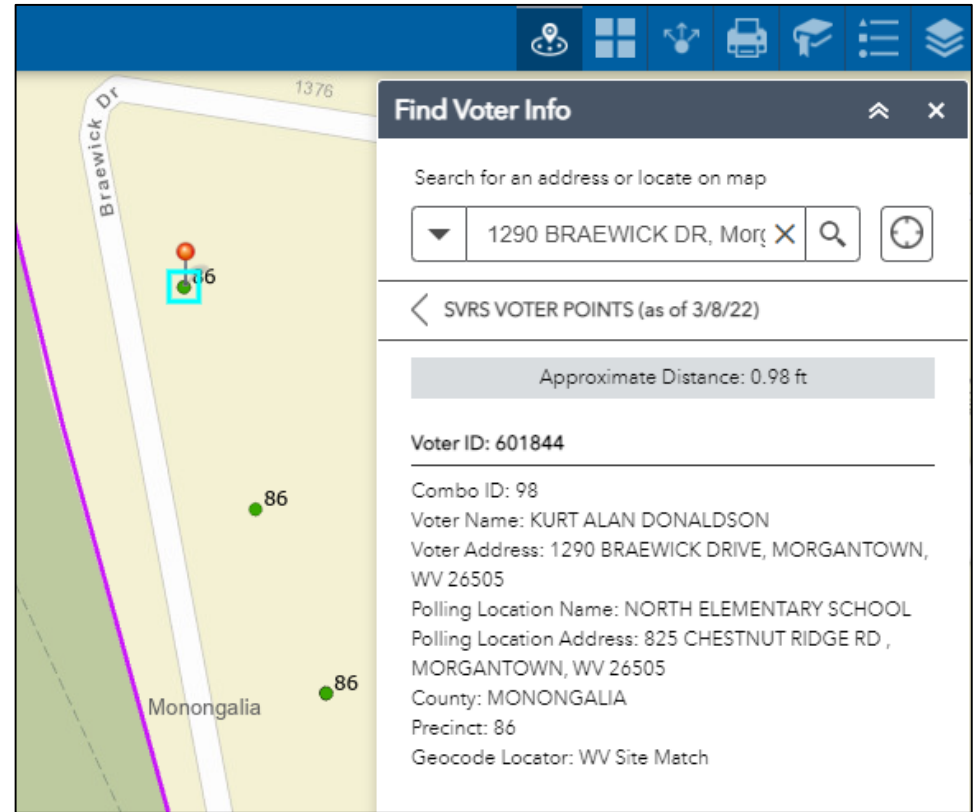 1376
Braewick Dr
86
86
86
Monongalia
Find Voter Info
Search for an address or locate on map
1290 BRAEWICK DR, Morg
SVRS VOTER POINTS (as of 3/8/22)
Approximate Distance: 0.98 ft
Voter ID: 601844
Combo ID: 98
Voter Name: KURT ALAN DONALDSON
Voter Address: 1290 BRAEWICK DRIVE, MORGANTOWN,
WV 26505
Polling Location Name: NORTH ELEMENTARY SCHOOL
Polling Location Address: 825 CHESTNUT RIDGE RD ,
MORGANTOWN, WV 26505
County: MONONGALIA
Precinct: 86
Geocode Locator: WV Site Match